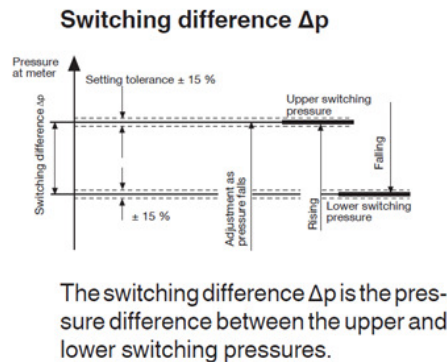 Switching difference Δp
Pressure
at meter
Setting tolerance ± 15 %
Upper switching
pressure
Switching difference Δp
Adjustment as
pressure falls
Rising
Falling
Lower switching
pressure
± 15 %
The switching difference Δp is the pres-
sure difference between the upper and
lower switching pressures.